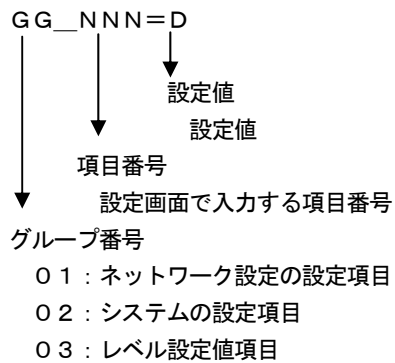 ＧＧ＿ＮＮＮ＝Ｄ
設定値
設定値
項目番号
設定画面で入力する項目番号
グループ番号
０１：ネットワーク設定の設定項目
０２：システムの設定項目
０３：レベル設定値項目